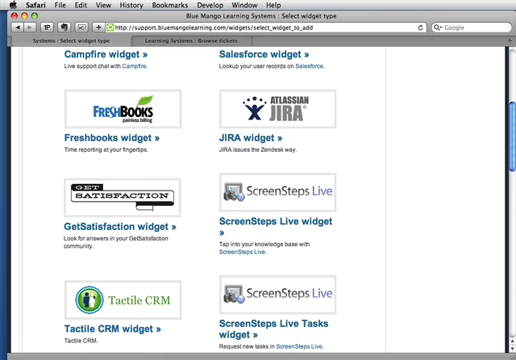 Safari File Edit View History Bookmarks Develop Window Help
Blue Mango Learning Systems : Select widget type
http://support.bluemangolearning.com/widgets/select_widget_to_add
Google
Systems : Select widget type
Learning Systems : Browse tickets
Campfire widget »
Live support chat with Campfire.
Salesforce widget »
Lookup your user records on Salesforce.
FRESHBOOKS
painless billing
Freshbooks widget »
Time reporting at your fingertips.
ATLASSIAN
JIRA
JIRA widget »
JIRA issues the Zendesk way.
GET
SATISFACTION
GetSatisfaction widget »
Look for answers in your GetSatisfaction
community.
ScreenSteps Live
ScreenSteps Live widget
»
Tap into your knowledge base with
ScreenSteps Live.
Tactile CRM
Tactile CRM widget »
Tactile CRM.
ScreenSteps Live
ScreenSteps Live Tasks
widget »
Request new tasks in ScreenSteps Live.